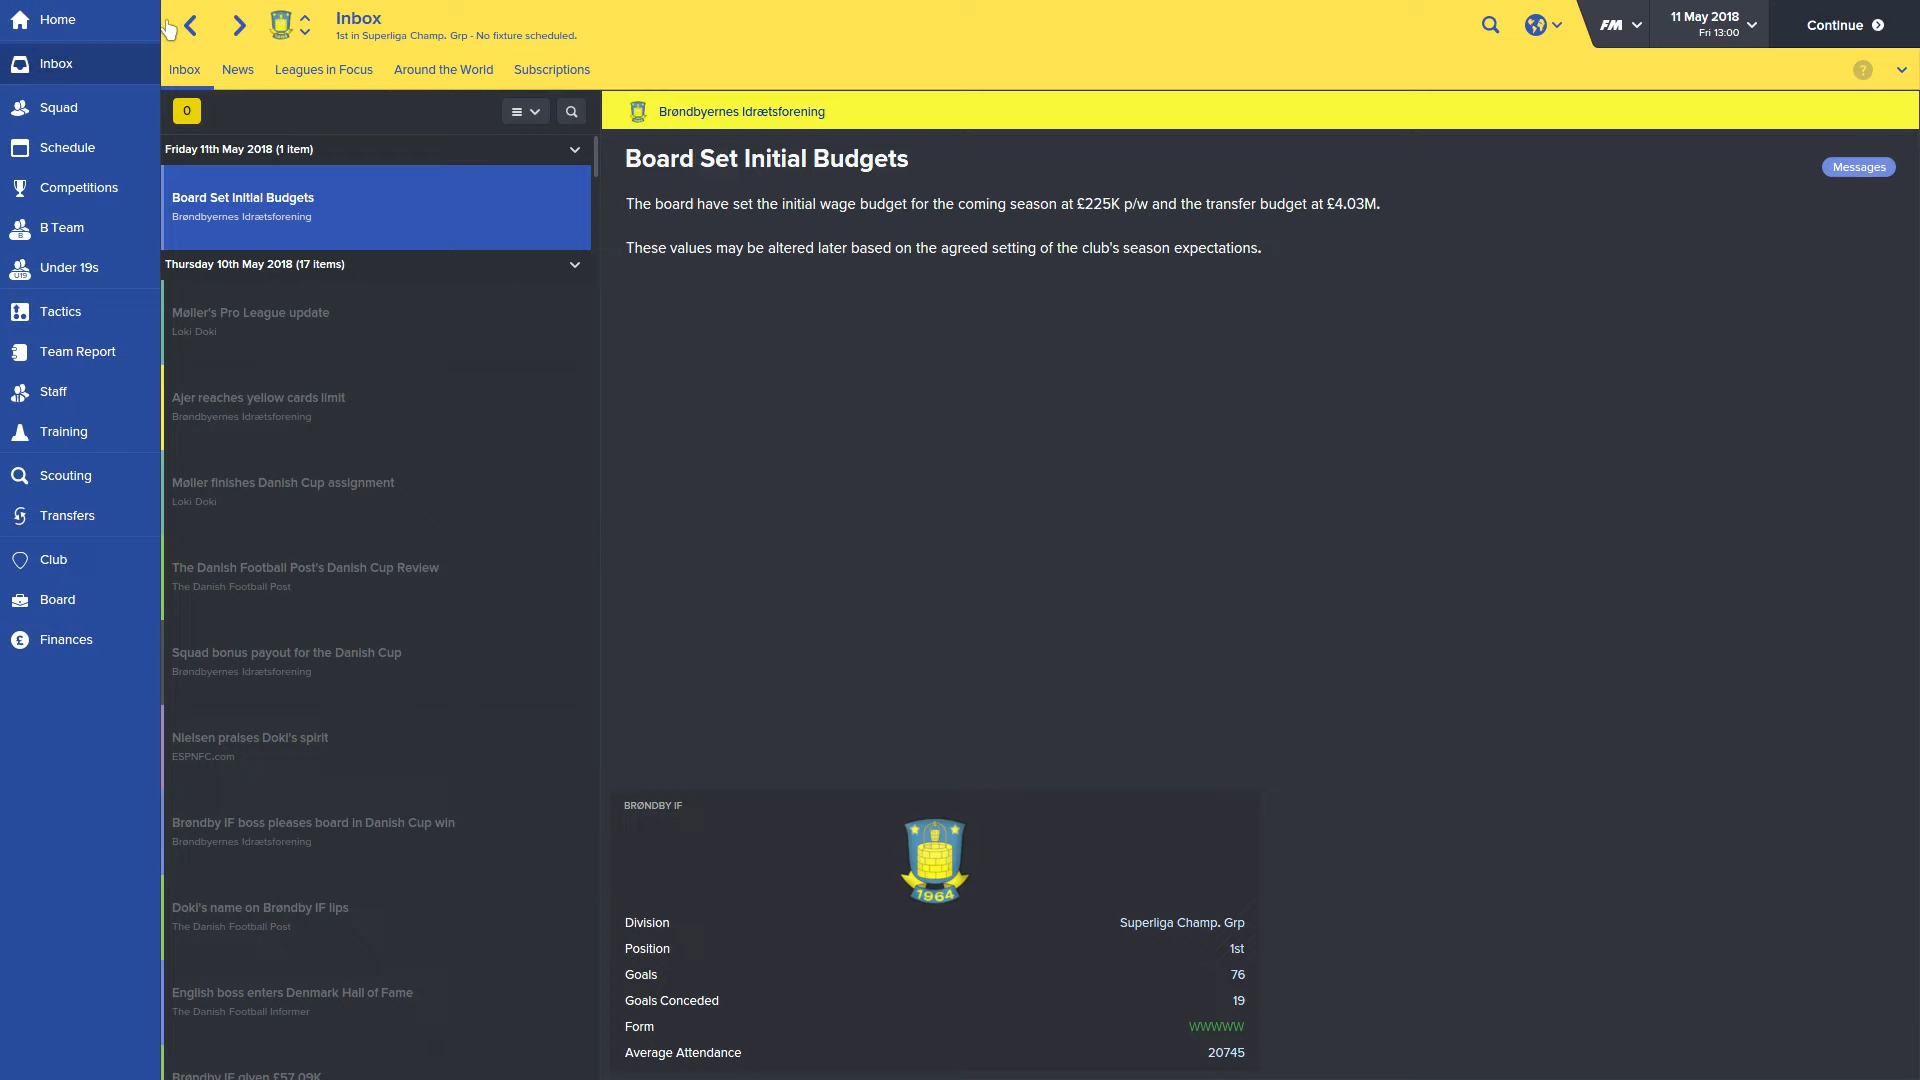 Home
Inbox
Squad
Schedule
Competitions
B Team
Under 19s
Tactics
Team Report
Staff
Training
Scouting
Transfers
Club
Board
Finances
Inbox
1st in Superliga Champ. Grp - No fixture scheduled.
FM
11 May 2018
Fri 13:00
Continue
Inbox
News
Leagues in Focus
Around the World
Subscriptions
?
0
Friday 11th May 2018 (1 item)
Board Set Initial Budgets
Brøndbyernes Idrætsforening
Thursday 10th May 2018 (17 items)
Møller's Pro League update
Loki Doki
Ajer reaches yellow cards limit
Brøndbyernes Idrætsforening
Møller finishes Danish Cup assignment
Loki Doki
The Danish Football Post's Danish Cup Review
The Danish Football Post
Squad bonus payout for the Danish Cup
Brøndbyernes Idrætsforening
Nielsen praises Doki's spirit
ESPNFC.com
Brøndby IF boss pleases board in Danish Cup win
Brøndbyernes Idrætsforening
Doki's name on Brøndby IF lips
The Danish Football Post
English boss enters Denmark Hall of Fame
The Danish Football Informer
Brøndby IF given £57.09K
Brøndbyernes Idrætsforening
Board Set Initial Budgets
Messages
The board have set the initial wage budget for the coming season at £225K p/w and the transfer budget at £4.03M.
These values may be altered later based on the agreed setting of the club's season expectations.
BRØNDBY IF
1964
Division Superliga Champ. Grp
Position 1st
Goals 76
Goals Conceded 19
Form WWWWW
Average Attendance 20745